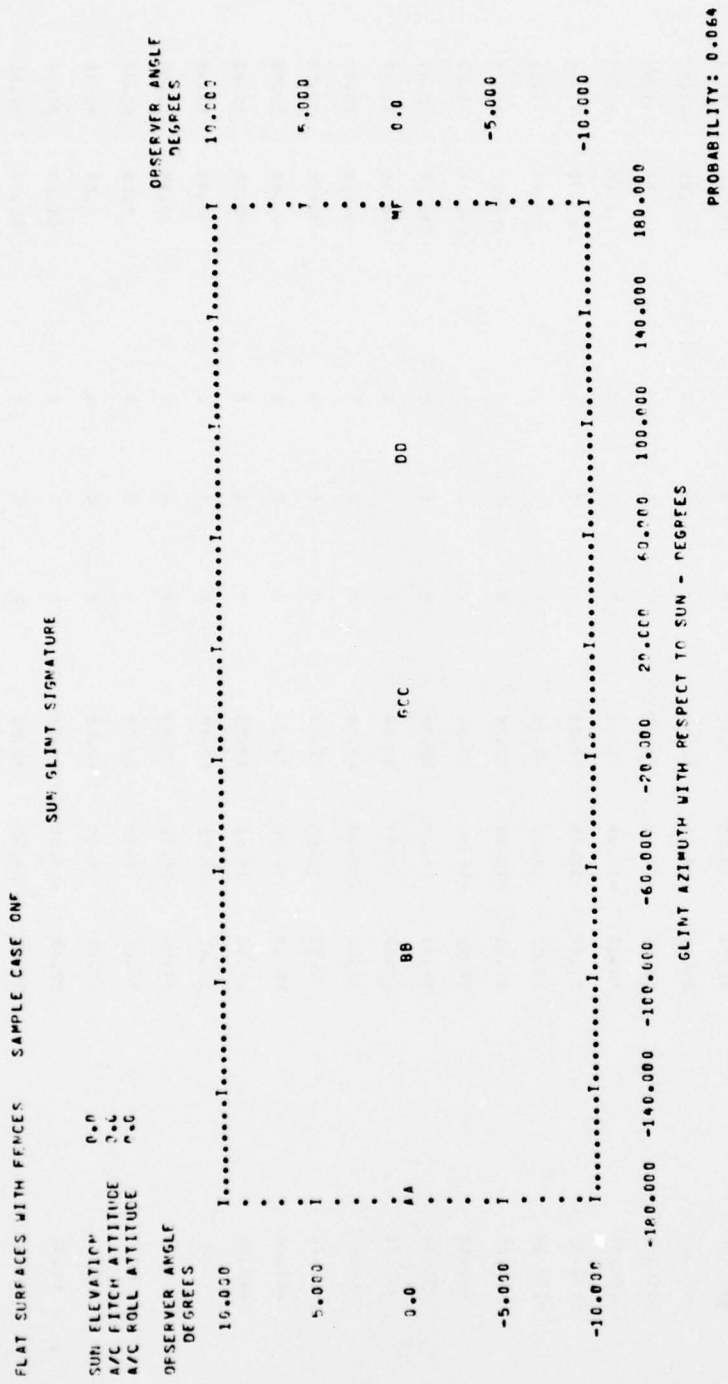 FLAT SURFACES WITH FENCES SAMPLE CASE ONE
SUN GLINT SIGNATURE
SUN ELEVATION 0.0
A/C PITCH ATTITUDE
A/C ROLL ATTITUDE 0.0
OBSERVER ANGLE
DEGREES
OBSERVER ANGLE
DEGREES
10.000 I.........I.........I.........I.........I.........I.........I.........I.........I.........I 10.000
5.000 I I 5.000
0.0 AA BB GCC DD MF 0.0
-5.000 I I -5.000
-10.000 I.........I.........I.........I.........I.........I.........I.........I.........I.........I -10.000
-180.000 -140.000 -100.000 -60.000 -20.000 20.000 60.000 100.000 140.000 180.000
GLINT AZIMUTH WITH RESPECT TO SUN - DEGREES
PROBABILITY: 0.064